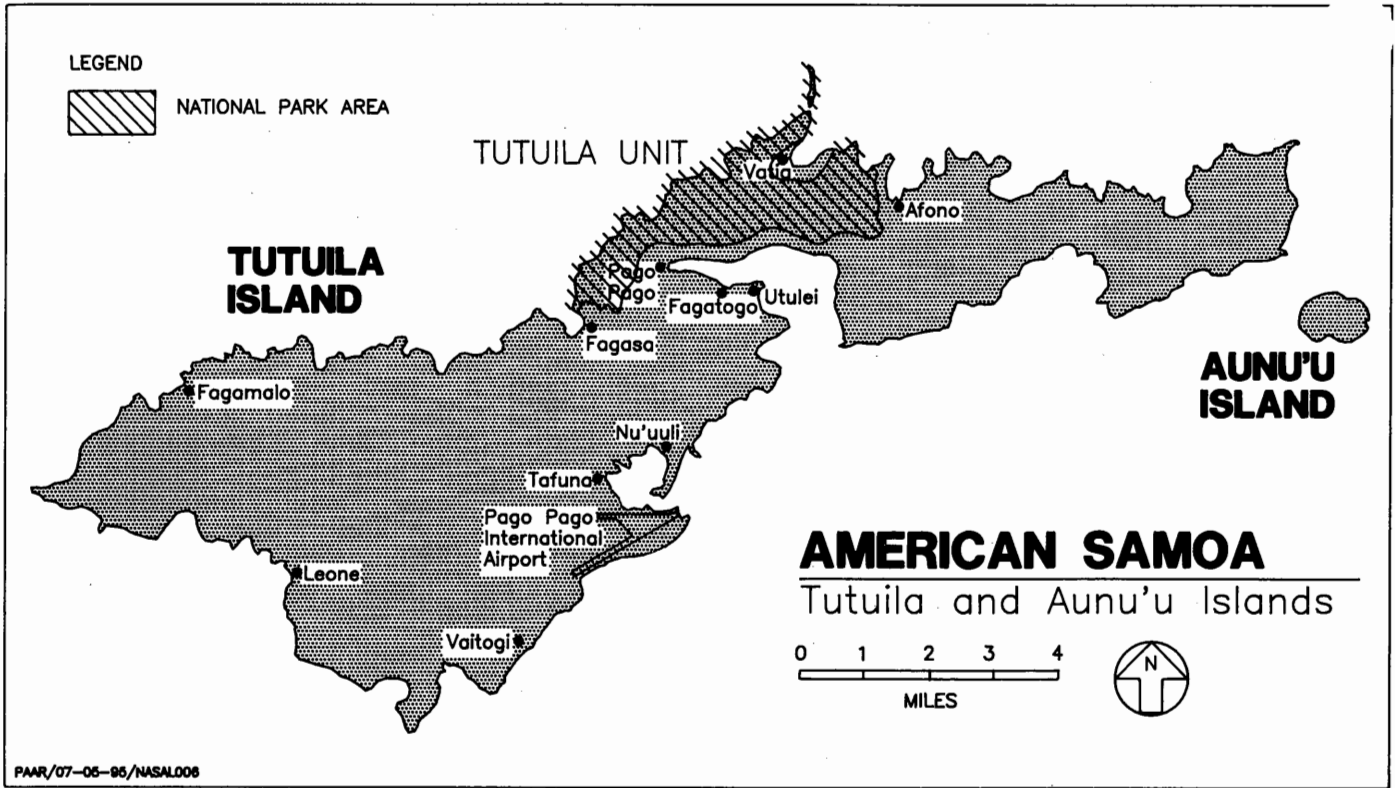 LEGEND
NATIONAL PARK AREA
TUTUILA UNIT
Vatia
Afono
TUTUILA
ISLAND
Pago
Pago
Fagatogo
Utulei
Fagasa
AUNU'U
ISLAND
Fagamalo
Nu'uuli
Tafuna
Pago Pago
International
Airport
Leone
Vaitogi
AMERICAN SAMOA
Tutuila and Aunu'u Islands
0 1 2 3 4
MILES
N
PAAR/07-05-95/NASAL006